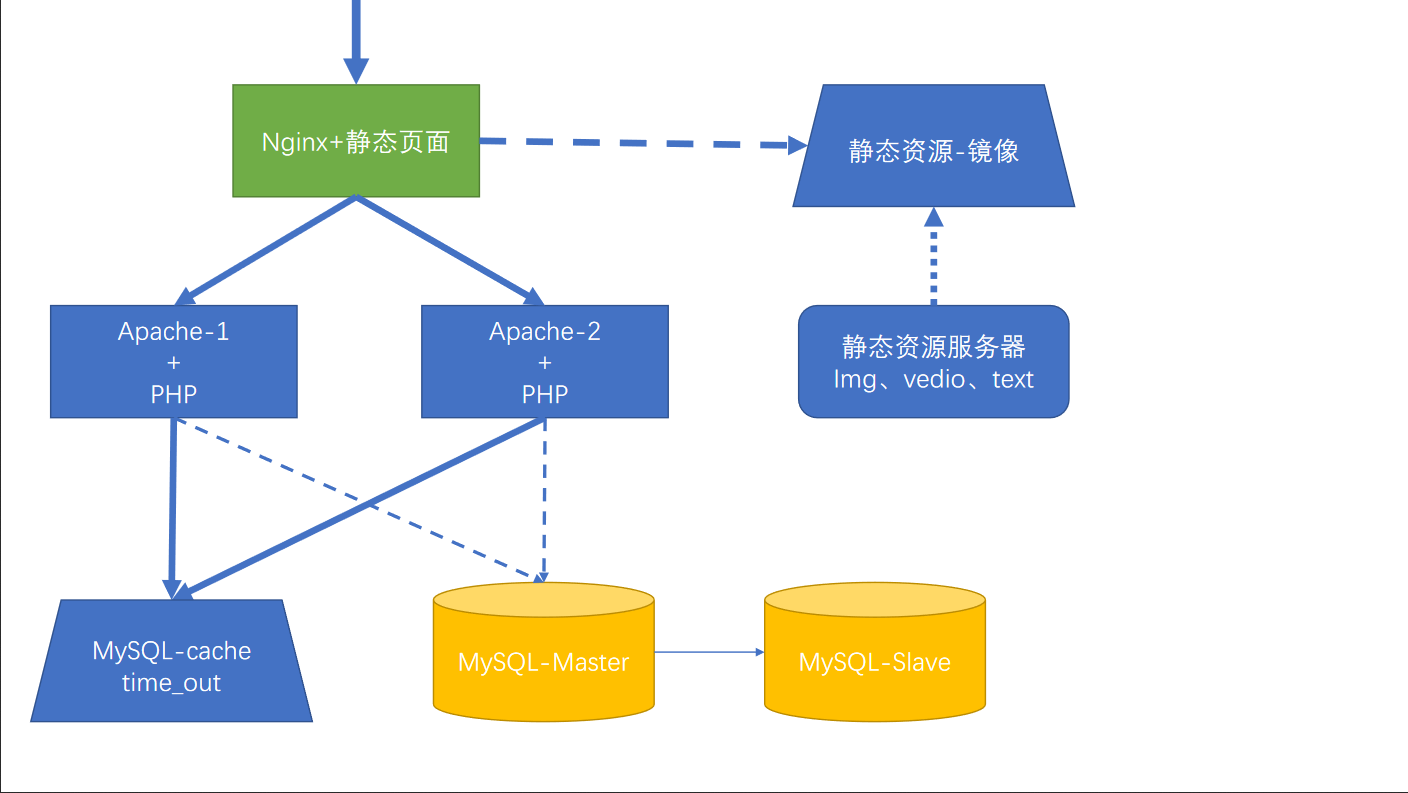 Nginx+静态页面
静态资源-镜像
Apache-1
+
PHP
Apache-2
+
PHP
静态资源服务器
Img、vedio、text
MySQL-cache
time_out
MySQL-Master
MySQL-Slave